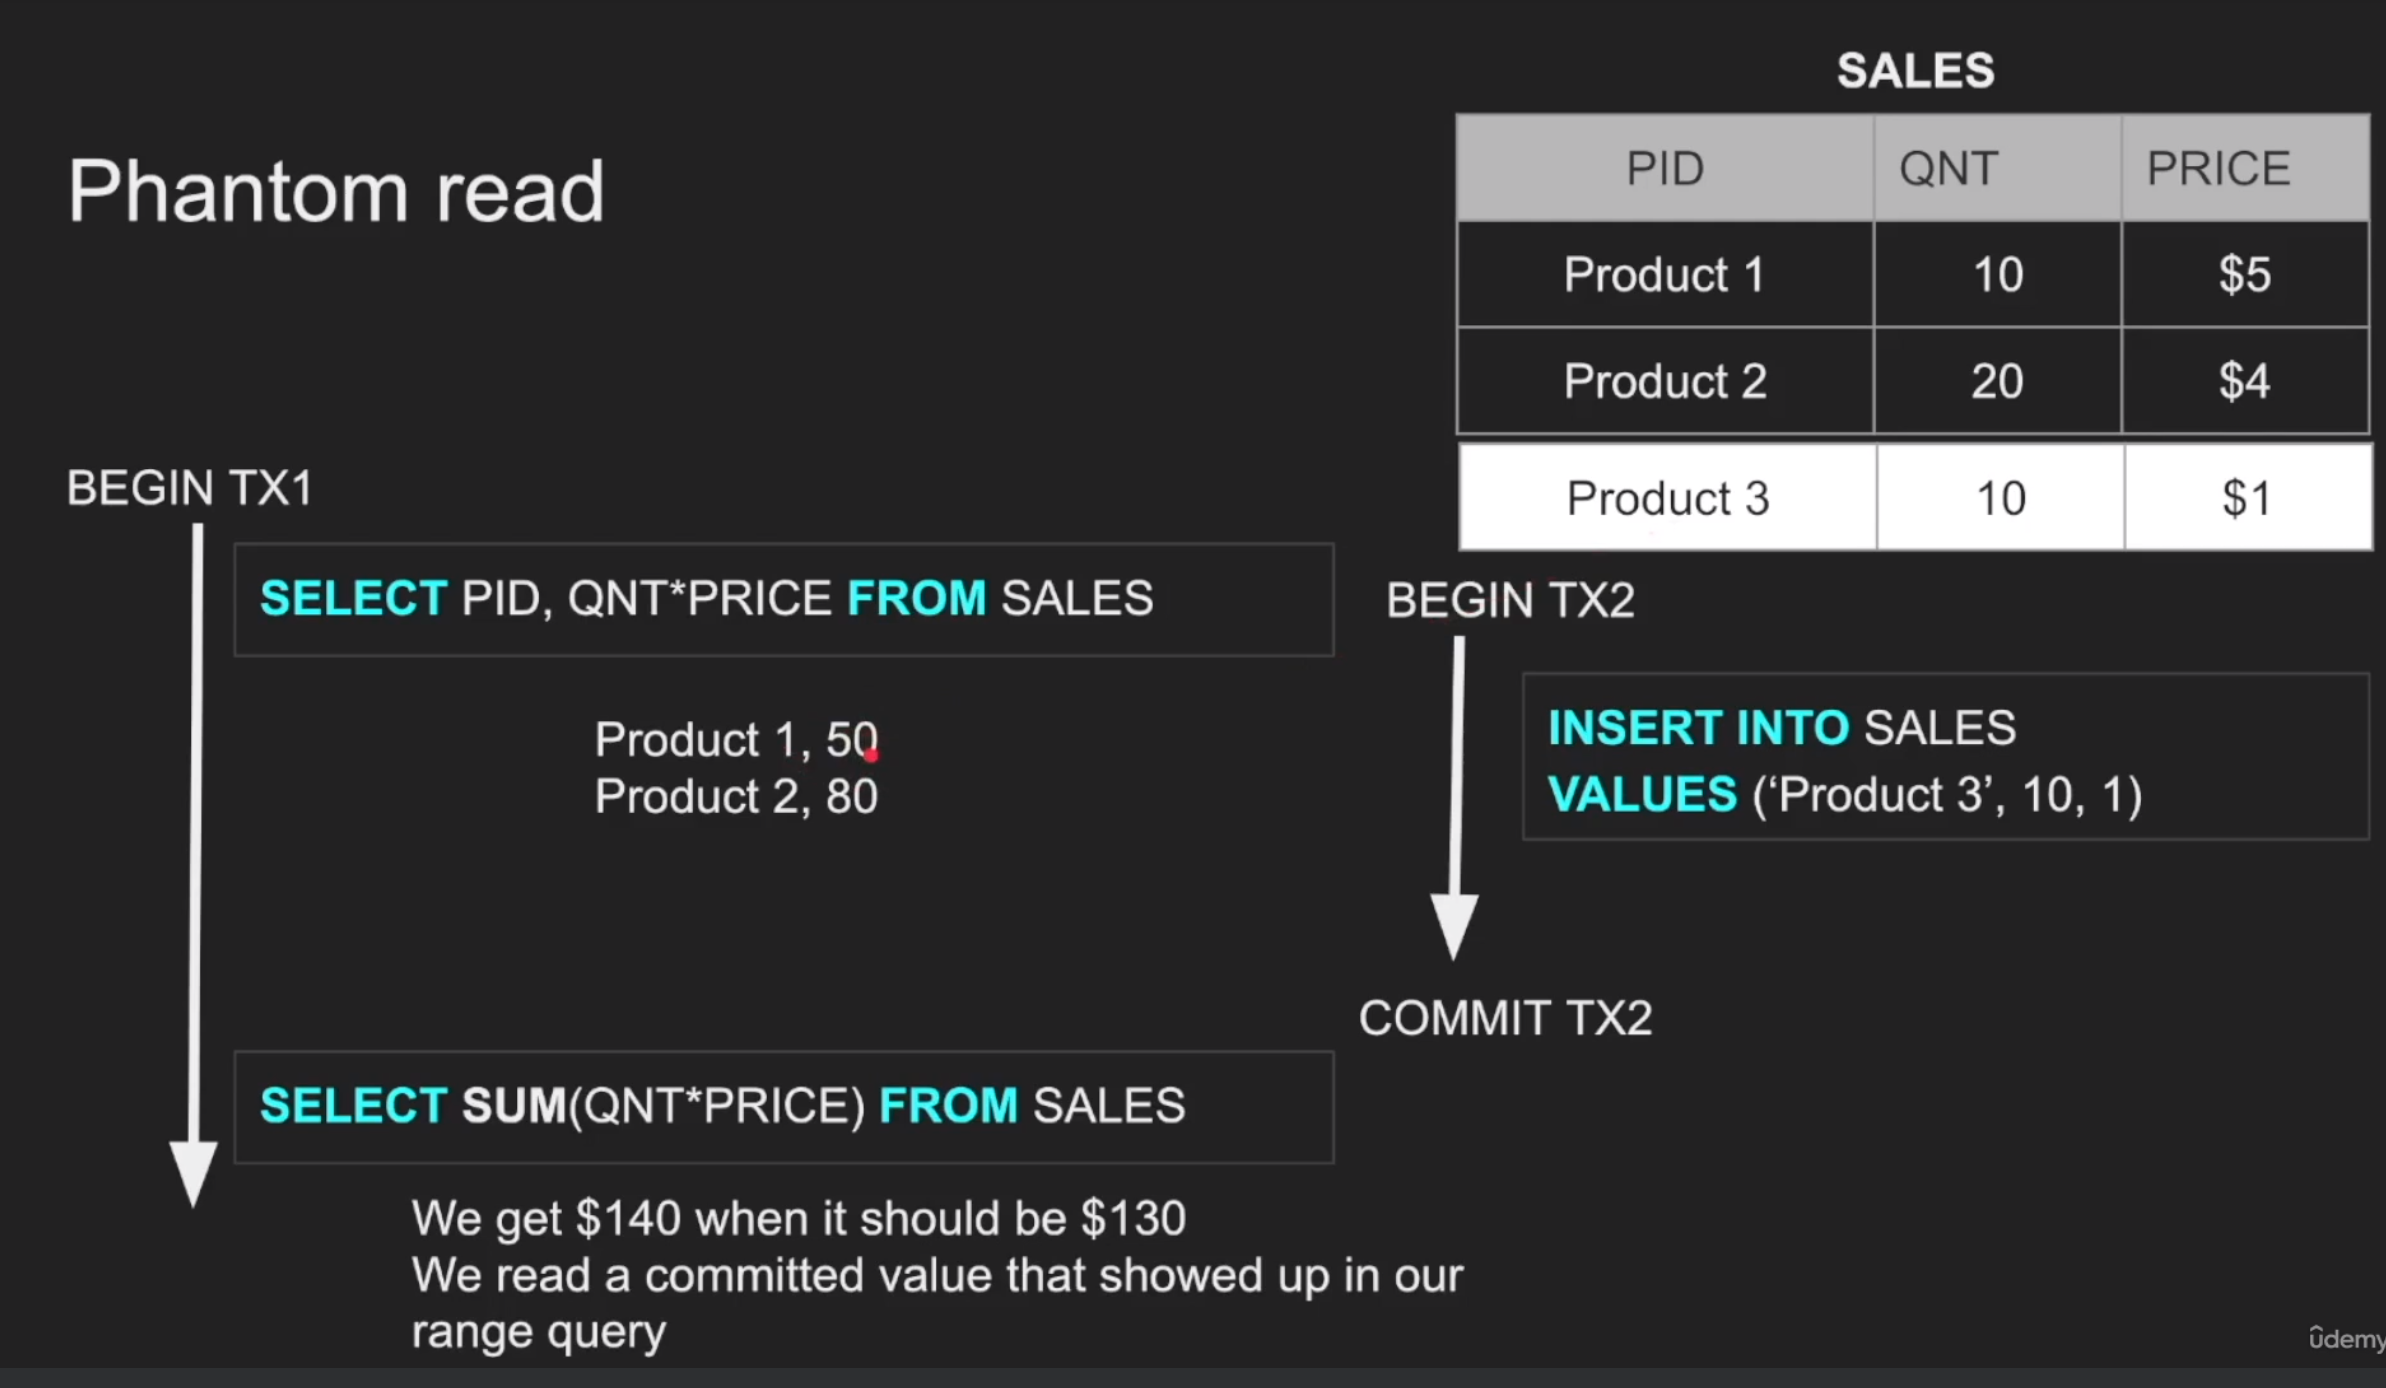 Phantom read
SALES
PID QNT PRICE
Product 1 10 $5
Product 2 20 $4
Product 3 10 $1
BEGIN TX1
SELECT PID, QNT*PRICE FROM SALES
Product 1, 50
Product 2, 80
BEGIN TX2
INSERT INTO SALES
VALUES (‘Product 3’, 10, 1)
COMMIT TX2
SELECT SUM(QNT*PRICE) FROM SALES
We get $140 when it should be $130
We read a committed value that showed up in our
range query
ûdemy